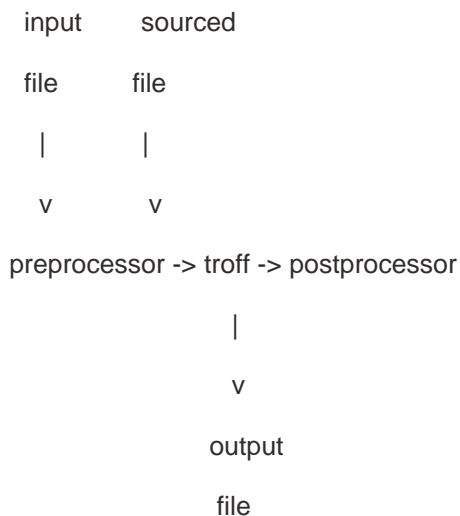 input sourced
file file
| |
v v
preprocessor -> troff -> postprocessor
|
v
output
file